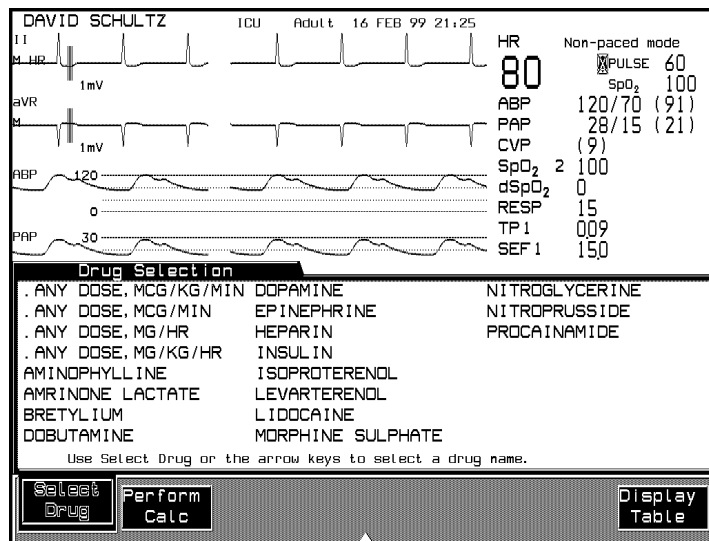 DAVID SCHULTZ ICU Adult 16 FEB 99 21:25
II
M HR
1mV
aVR
M
1mV
ABP 120
0
PAP 30
HR Non-paced mode
80 PULSE 60
SpO₂ 100
ABP 120/70 (91)
PAP 28/15 (21)
CVP (9)
SpO₂ 2 100
dSpO₂ 0
RESP 15
TP1 0.09
SEF1 15.0
Drug Selection
. ANY DOSE, MCG/KG/MIN DOPAMINE NITROGLYCERINE
. ANY DOSE, MCG/MIN EPINEPHRINE NITROPRUSSIDE
. ANY DOSE, MG/HR HEPARIN PROCAINAMIDE
. ANY DOSE, MG/KG/HR INSULIN
AMINOPHYLLINE ISOPROTERENOL
AMRINONE LACTATE LEVARTERENOL
BRETYLIUM LIDOCAINE
DOBUTAMINE MORPHINE SULPHATE
Use Select Drug or the arrow keys to select a drug name.
Select Drug
Perform Calc
Display Table